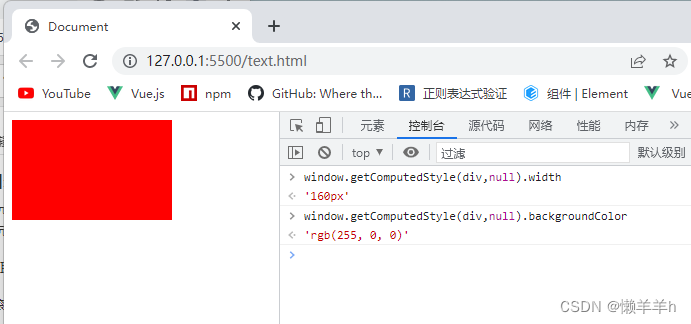 Document
127.0.0.1:5500/text.html
YouTube Vue.js npm GitHub: Where th... 正则表达式验证 组件 | Element Vue
元素 控制台 源代码 网络 性能 内存
top 过滤 默认级别
window.getComputedStyle(div,null).width
'160px'
window.getComputedStyle(div,null).backgroundColor
'rgb(255, 0, 0)'
CSDN @懒羊羊h